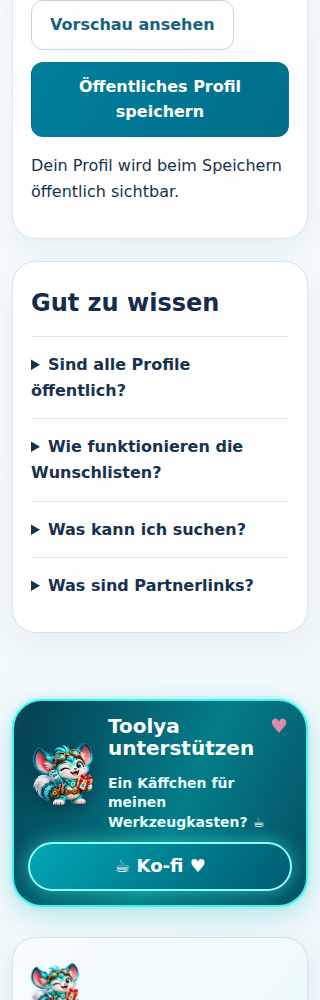 Vorschau ansehen
Öffentliches Profil
speichern
Dein Profil wird beim Speichern
öffentlich sichtbar.
Gut zu wissen
▶ Sind alle Profile
öffentlich?
▶ Wie funktionieren die
Wunschlisten?
▶ Was kann ich suchen?
▶ Was sind Partnerlinks?
Toolya
unterstützen
♥
Ein Käffchen für
meinen
Werkzeugkasten? ☕
☕ Ko-fi ♥